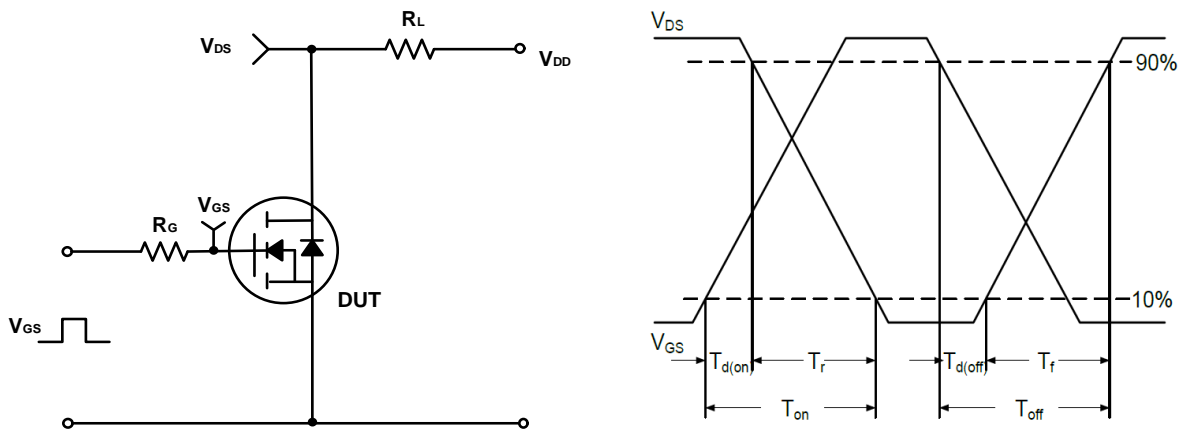 RL
VDS
VDD
VGS
RG
DUT
VGS
VDS
90%
10%
VGS
Td(on)
Tr
Td(off)
Tf
Ton
Toff